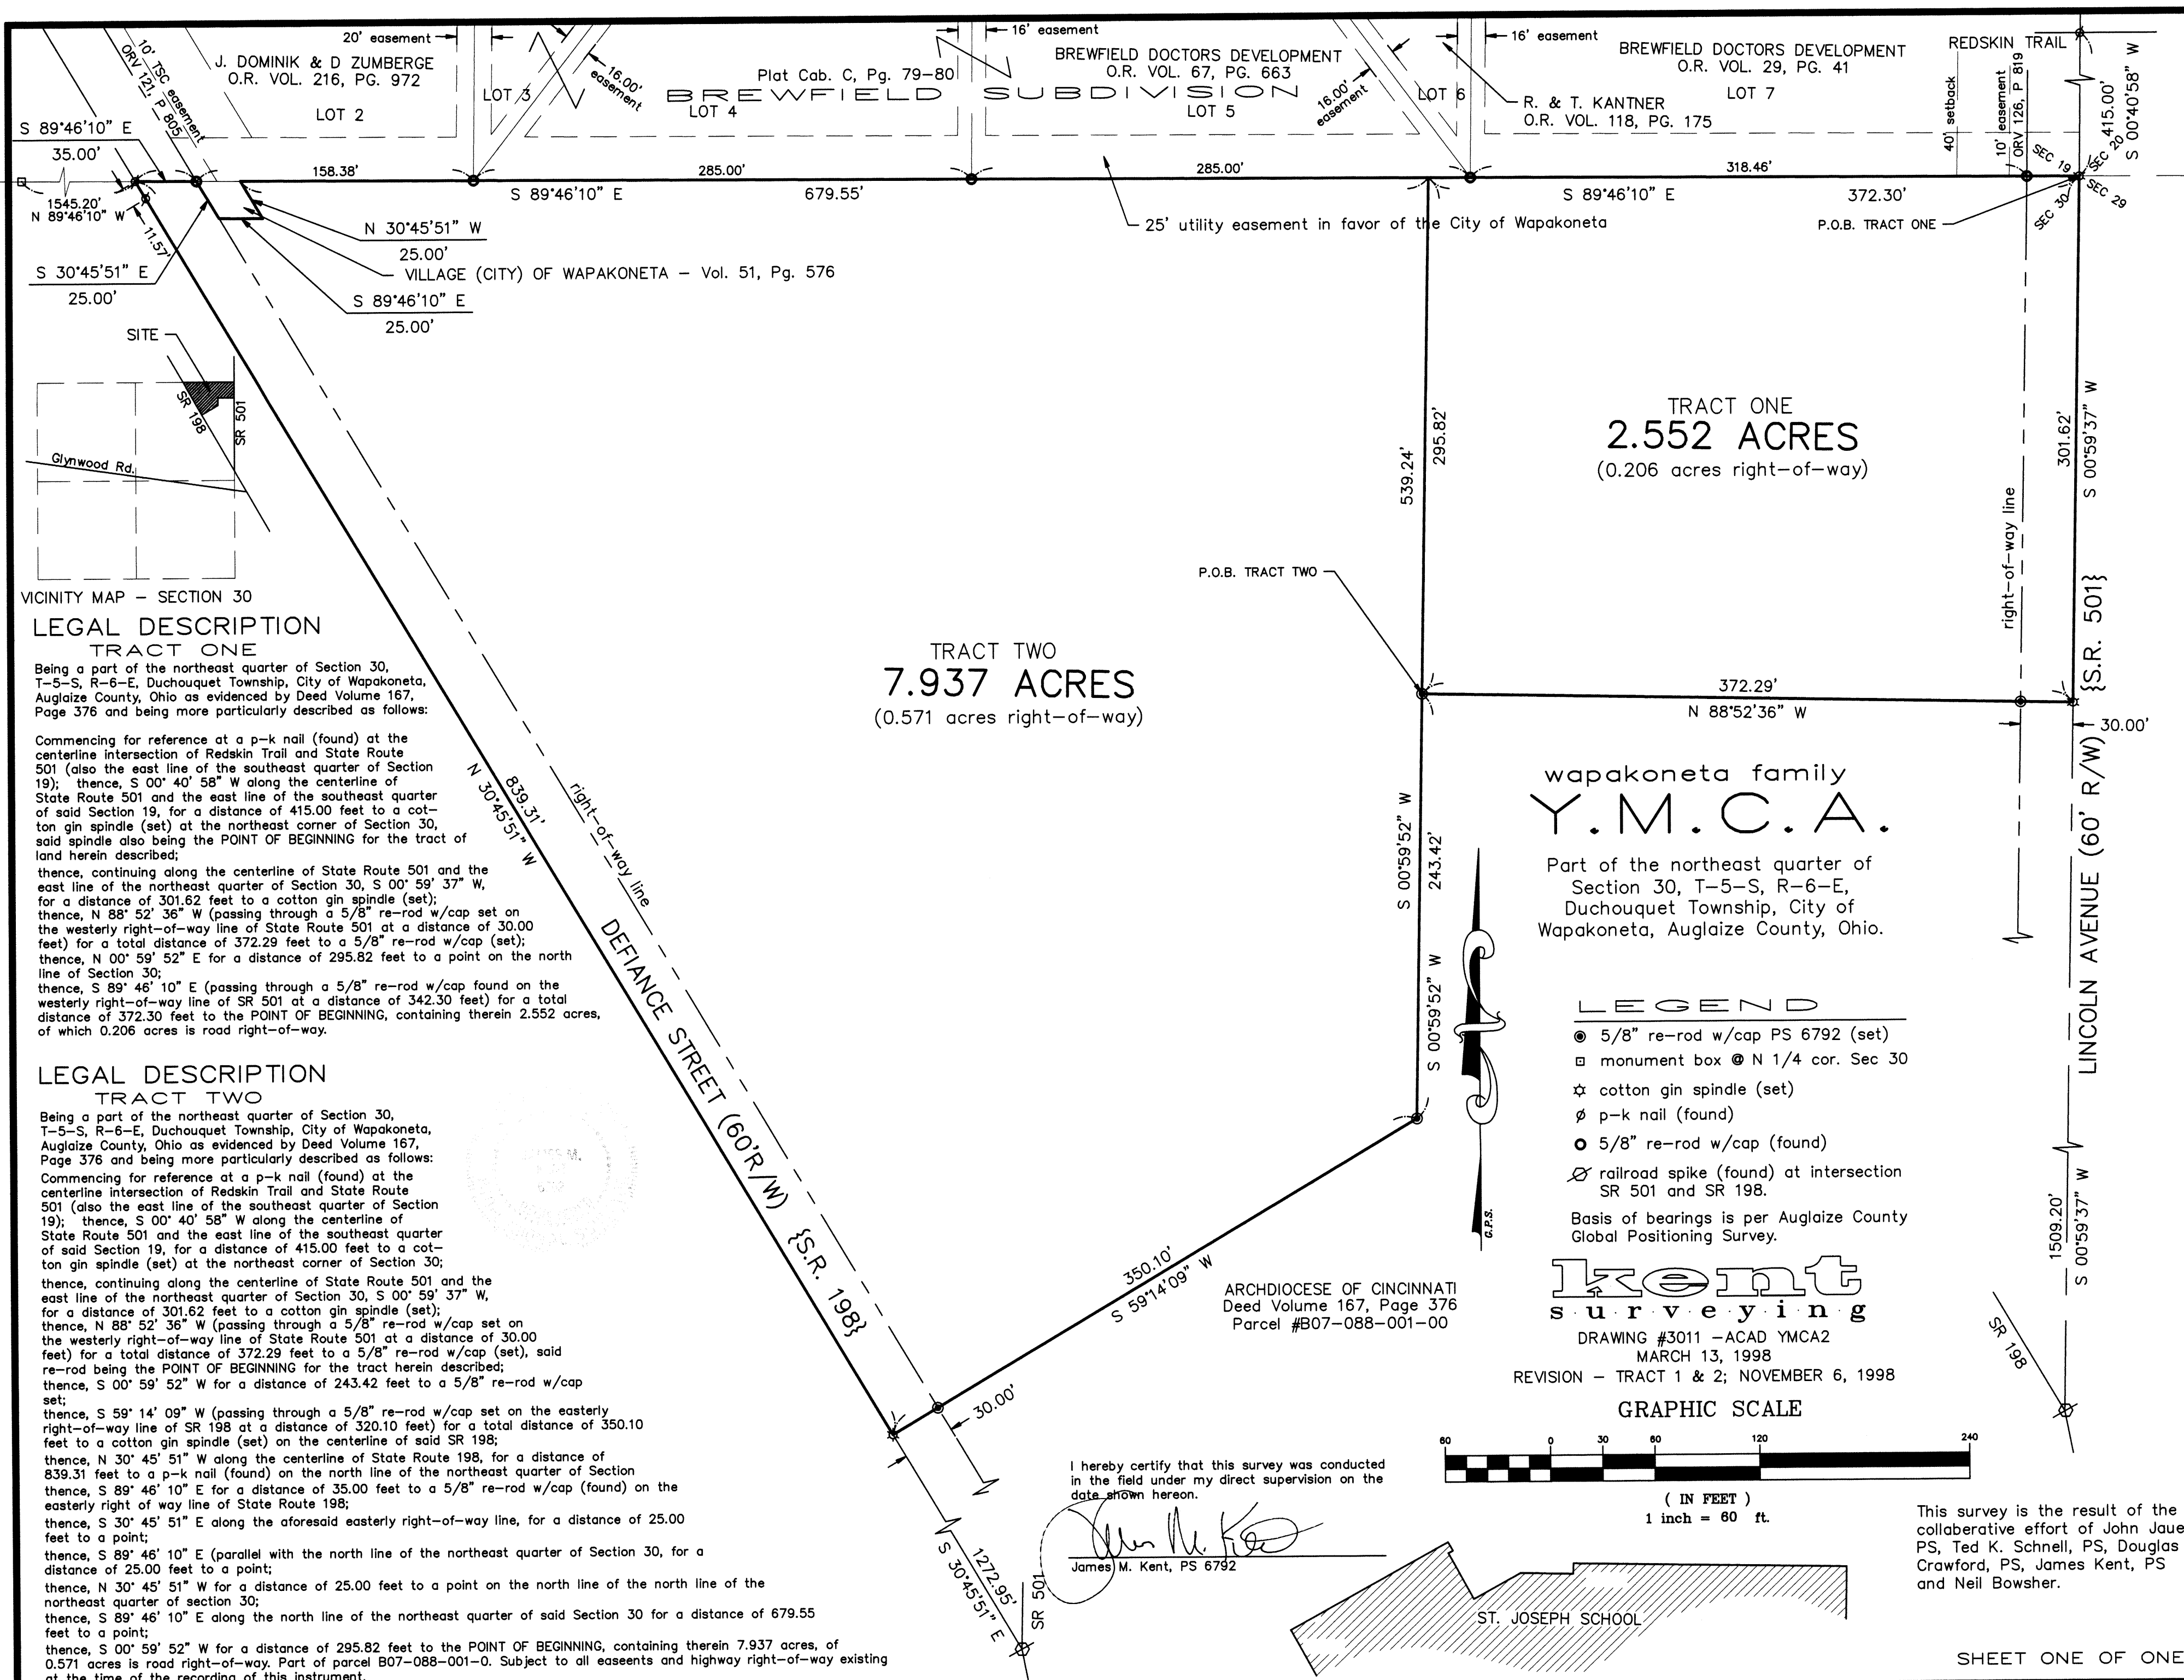 20' easement
16' easement
16' easement
REDSKIN TRAIL
10' TSC easement
ORV 121, P 805
J. DOMINIK & D ZUMBERGE
O.R. VOL. 216, PG. 972
LOT 2
LOT 3
16.00'
easement
Plat Cab. C, Pg. 79-80
BREWFIELD SUBDIVISION
LOT 4
BREWFIELD DOCTORS DEVELOPMENT
O.R. VOL. 67, PG. 663
LOT 5
16.00'
easement
LOT 6
R. & T. KANTNER
O.R. VOL. 118, PG. 175
BREWFIELD DOCTORS DEVELOPMENT
O.R. VOL. 29, PG. 41
LOT 7
40' setback
10' easement
ORV 126, P 819
415.00'
S 00°40'58" W
SEC 19
SEC 20
SEC 30
SEC 29
S 89°46'10" E
35.00'
1545.20'
N 89°46'10" W
11.57'
158.38'
285.00'
285.00'
318.46'
S 89°46'10" E
679.55'
S 89°46'10" E
372.30'
P.O.B. TRACT ONE
25' utility easement in favor of the City of Wapakoneta
N 30°45'51" W
25.00'
S 30°45'51" E
25.00'
VILLAGE (CITY) OF WAPAKONETA - Vol. 51, Pg. 576
S 89°46'10" E
25.00'
SITE
SR 198
SR 501
Glynwood Rd.
VICINITY MAP - SECTION 30
TRACT ONE
2.552 ACRES
(0.206 acres right-of-way)
539.24'
295.82'
301.62'
S 00°59'37" W
right-of-way line
{S.R. 501}
P.O.B. TRACT TWO
TRACT TWO
7.937 ACRES
(0.571 acres right-of-way)
372.29'
N 88°52'36" W
30.00'
LEGAL DESCRIPTION
TRACT ONE
Being a part of the northeast quarter of Section 30,
T-5-S, R-6-E, Duchouquet Township, City of Wapakoneta,
Auglaize County, Ohio as evidenced by Deed Volume 167,
Page 376 and being more particularly described as follows:
Commencing for reference at a p-k nail (found) at the
centerline intersection of Redskin Trail and State Route
501 (also the east line of the southeast quarter of Section
19); thence, S 00° 40' 58" W along the centerline of
State Route 501 and the east line of the southeast quarter
of said Section 19, for a distance of 415.00 feet to a cot-
ton gin spindle (set) at the northeast corner of Section 30,
said spindle also being the POINT OF BEGINNING for the tract of
land herein described;
thence, continuing along the centerline of State Route 501 and the
east line of the northeast quarter of Section 30, S 00° 59' 37" W,
for a distance of 301.62 feet to a cotton gin spindle (set);
thence, N 88° 52' 36" W (passing through a 5/8" re-rod w/cap set on
the westerly right-of-way line of State Route 501 at a distance of 30.00
feet) for a total distance of 372.29 feet to a 5/8" re-rod w/cap (set);
thence, N 00° 59' 52" E for a distance of 295.82 feet to a point on the north
line of Section 30;
thence, S 89° 46' 10" E (passing through a 5/8" re-rod w/cap found on the
westerly right-of-way line of SR 501 at a distance of 342.30 feet) for a total
distance of 372.30 feet to the POINT OF BEGINNING, containing therein 2.552 acres,
of which 0.206 acres is road right-of-way.
LEGAL DESCRIPTION
TRACT TWO
Being a part of the northeast quarter of Section 30,
T-5-S, R-6-E, Duchouquet Township, City of Wapakoneta,
Auglaize County, Ohio as evidenced by Deed Volume 167,
Page 376 and being more particularly described as follows:
Commencing for reference at a p-k nail (found) at the
centerline intersection of Redskin Trail and State Route
501 (also the east line of the southeast quarter of Section
19); thence, S 00° 40' 58" W along the centerline of
State Route 501 and the east line of the southeast quarter
of said Section 19, for a distance of 415.00 feet to a cot-
ton gin spindle (set) at the northeast corner of Section 30;
thence, continuing along the centerline of State Route 501 and the
east line of the northeast quarter of Section 30, S 00° 59' 37" W,
for a distance of 301.62 feet to a cotton gin spindle (set);
thence, N 88° 52' 36" W (passing through a 5/8" re-rod w/cap set on
the westerly right-of-way line of State Route 501 at a distance of 30.00
feet) for a total distance of 372.29 feet to a 5/8" re-rod w/cap (set), said
re-rod being the POINT OF BEGINNING for the tract herein described;
thence, S 00° 59' 52" W for a distance of 243.42 feet to a 5/8" re-rod w/cap
set;
thence, S 59° 14' 09" W (passing through a 5/8" re-rod w/cap set on the easterly
right-of-way line of SR 198 at a distance of 320.10 feet) for a total distance of 350.10
feet to a cotton gin spindle (set) on the centerline of said SR 198;
thence, N 30° 45' 51" W along the centerline of State Route 198, for a distance of
839.31 feet to a p-k nail (found) on the north line of the northeast quarter of Section
thence, S 89° 46' 10" E for a distance of 35.00 feet to a 5/8" re-rod w/cap (found) on the
easterly right of way line of State Route 198;
thence, S 30° 45' 51" E along the aforesaid easterly right-of-way line, for a distance of 25.00
feet to a point;
thence, S 89° 46' 10" E (parallel with the north line of the northeast quarter of Section 30, for a
distance of 25.00 feet to a point;
thence, N 30° 45' 51" W for a distance of 25.00 feet to a point on the north line of the north line of the
northeast quarter of section 30;
thence, S 89° 46' 10" E along the north line of the northeast quarter of said Section 30 for a distance of 679.55
feet to a point;
thence, S 00° 59' 52" W for a distance of 295.82 feet to the POINT OF BEGINNING, containing therein 7.937 acres, of
0.571 acres is road right-of-way. Part of parcel B07-088-001-0. Subject to all easeents and highway right-of-way existing
at the time of the recording of this instrument.
839.31'
N 30°45'51" W
right-of-way line
DEFIANCE STREET (60'R/W) {S.R. 198}
S 00°59'52" W
243.42'
S 00°59'52" W
350.10'
S 59°14'09" W
30.00'
1272.95'
S 30°45'51" E
SR 501
ARCHDIOCESE OF CINCINNATI
Deed Volume 167, Page 376
Parcel #B07-088-001-00
wapakoneta family
Y.M.C.A.
Part of the northeast quarter of
Section 30, T-5-S, R-6-E,
Duchouquet Township, City of
Wapakoneta, Auglaize County, Ohio.
G.P.S.
LEGEND
5/8" re-rod w/cap PS 6792 (set)
monument box @ N 1/4 cor. Sec 30
cotton gin spindle (set)
p-k nail (found)
5/8" re-rod w/cap (found)
railroad spike (found) at intersection
SR 501 and SR 198.
Basis of bearings is per Auglaize County
Global Positioning Survey.
kent
s·u·r·v·e·y·i·n·g
DRAWING #3011 -ACAD YMCA2
MARCH 13, 1998
REVISION - TRACT 1 & 2; NOVEMBER 6, 1998
GRAPHIC SCALE
60 0 30 60 120 240
( IN FEET )
1 inch = 60 ft.
LINCOLN AVENUE (60' R/W)
1509.20'
S 00°59'37" W
SR 198
I hereby certify that this survey was conducted
in the field under my direct supervision on the
date shown hereon.
James M. Kent, PS 6792
ST. JOSEPH SCHOOL
This survey is the result of the
collaberative effort of John Jaue
PS, Ted K. Schnell, PS, Douglas
Crawford, PS, James Kent, PS
and Neil Bowsher.
SHEET ONE OF ONE